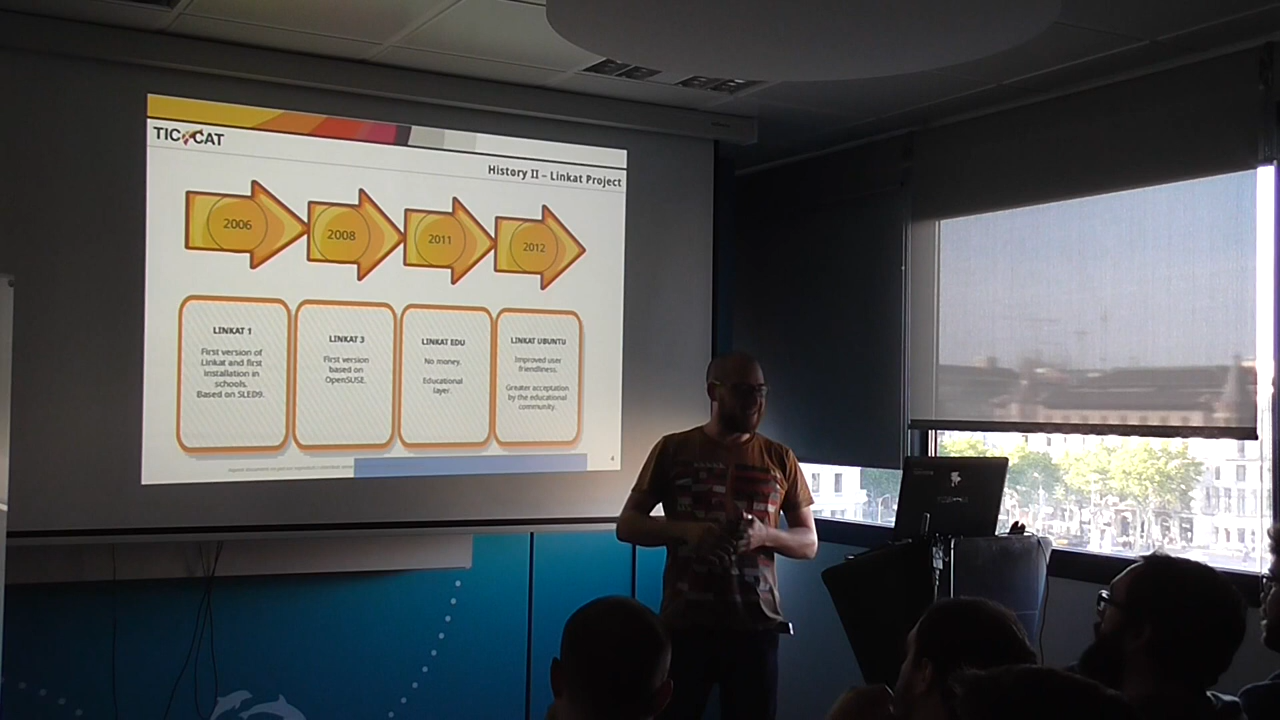 TIC CAT
History II – Linkat Project
2006
2008
2011
2012
LINKAT 1
First version of
Linkat and first
installation in
schools.
Based on SLED9.
LINKAT 3
First version
based on
OpenSUSE.
LINKAT EDU
No money.
Educational
layer.
LINKAT UBUNTU
Improved user
friendliness.
Greater acceptation
by the educational
community.
4